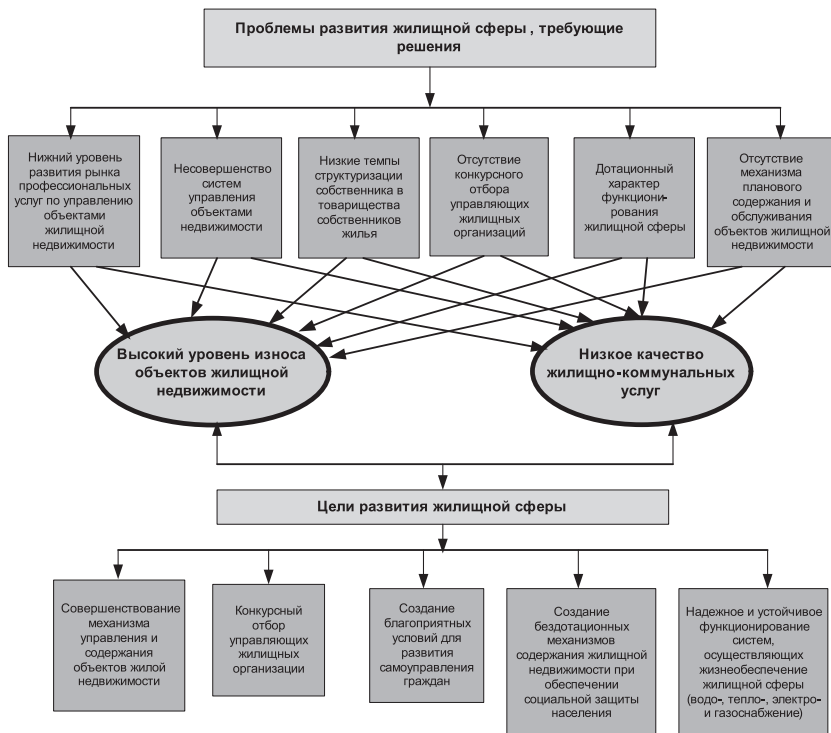 Проблемы развития жилищной сферы , требующие
решения
Нижний уровень
развития рынка
профессиональных
услуг по управлению
объектами
жилищной
недвижимости
Несовершенство
систем
управления
объектами
недвижимости
Низкие темпы
структуризации
собственника в
товарищества
собственников
жилья
Отсутствие
конкурсного
отбора
управляющих
жилищных
организаций
Дотационный
характер
функциони-
рования
жилищной сферы
Отсутствие
механизма
планового
содержания и
обслуживания
объектов жилищной
недвижимости
Высокий уровень износа
объектов жилищной
недвижимости
Низкое качество
жилищно-коммунальных
услуг
Цели развития жилищной сферы
Совершенствование
механизма
управления и
содержания
объектов жилой
недвижимости
Конкурсный
отбор
управляющих
жилищных
организации
Создание
благоприятных
условий для
развития
самоуправления
граждан
Создание
бездотационных
механизмов
содержания жилищной
недвижимости при
обеспечении
социальной защиты
населения
Надежное и устойчивое
функционирование
систем,
осуществляющих
жизнеобеспечение
жилищной сферы
(водо-, тепло-, электро-
и газоснабжение)